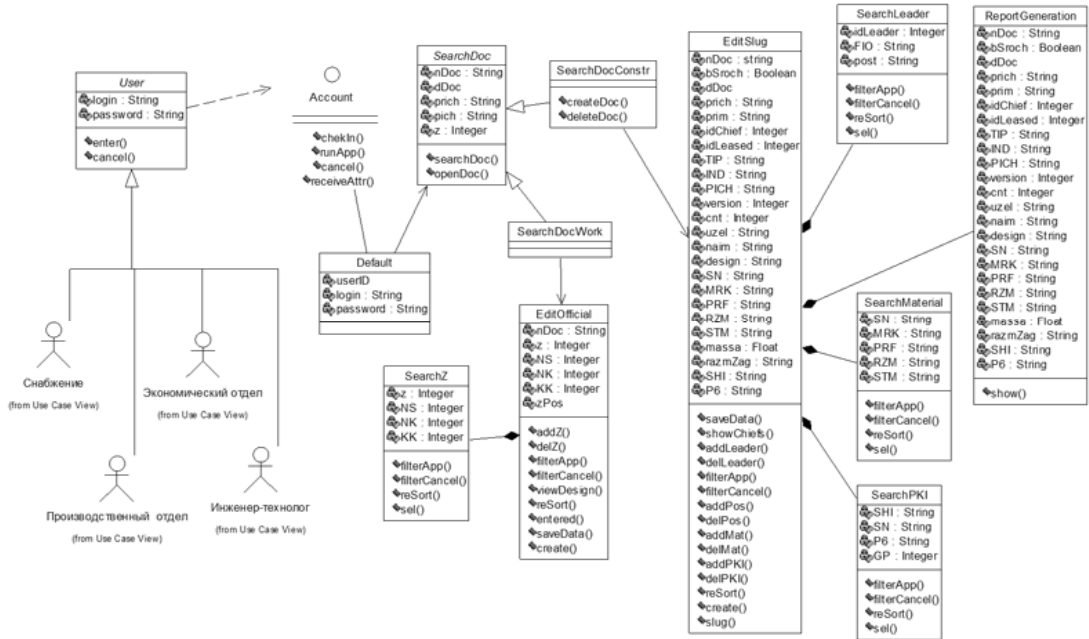 User
login : String
password : String
enter()
cancel()
Account
chekIn()
runApp()
cancel()
receiveAttr()
SearchDoc
nDoc : String
dDoc
prich : String
pich : String
z : Integer
searchDoc()
openDoc()
SearchDocConstr
createDoc()
deleteDoc()
SearchDocWork
Default
userID
login : String
password : String
Снабжение
(from Use Case View)
Экономический отдел
(from Use Case View)
Производственный отдел
(from Use Case View)
Инженер-технолог
(from Use Case View)
SearchZ
z : Integer
NS : Integer
NK : Integer
KK : Integer
filterApp()
filterCancel()
reSort()
sel()
EditOfficial
nDoc : String
z : Integer
NS : Integer
NK : Integer
KK : Integer
zPos
addZ()
delZ()
filterApp()
filterCancel()
viewDesign()
reSort()
entered()
saveData()
create()
EditSlug
nDoc : string
bSroch : Boolean
dDoc
prich : String
prim : String
idChief : Integer
idLeased : Integer
TIP : String
IND : String
PICH : String
version : Integer
cnt : Integer
uzel : String
naim : String
design : String
SN : String
MRK : String
PRF : String
RZM : String
STM : String
massa : Float
razmZag : String
SHI : String
P6 : String
saveData()
showChiefs()
addLeader()
delLeader()
filterApp()
filterCancel()
addPos()
delPos()
addMat()
delMat()
addPKI()
delPKI()
reSort()
create()
slug()
SearchLeader
idLeader : Integer
FIO : String
post : String
filterApp()
filterCancel()
reSort()
sel()
SearchMaterial
SN : String
MRK : String
PRF : String
RZM : String
STM : String
filterApp()
filterCancel()
reSort()
sel()
SearchPKI
SHI : String
SN : String
P6 : String
GP : Integer
filterApp()
filterCancel()
reSort()
sel()
ReportGeneration
nDoc : String
bSroch : Boolean
dDoc
prich : String
prim : String
idChief : Integer
idLeased : Integer
TIP : String
IND : String
PICH : String
version : Integer
cnt : Integer
uzel : String
naim : String
design : String
SN : String
MRK : String
PRF : String
RZM : String
STM : String
massa : Float
razmZag : String
SHI : String
P6 : String
show()